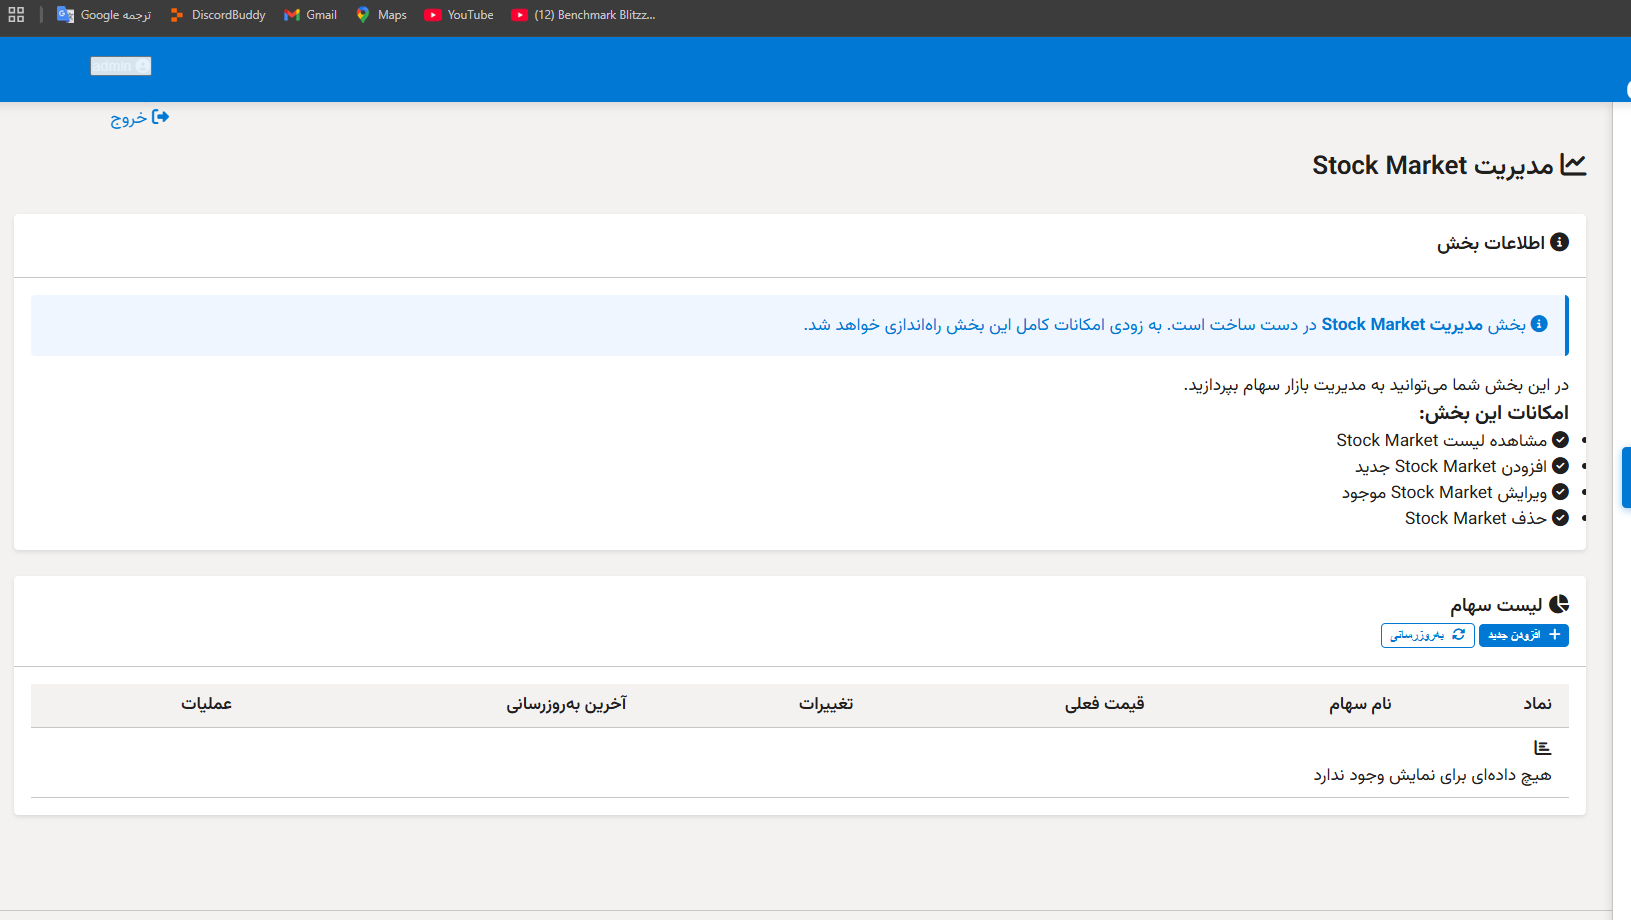 ترجمه Google
DiscordBuddy
Gmail
Maps
YouTube
(12) Benchmark Blitzz...
admin
خروج
مدیریت Stock Market
اطلاعات بخش
بخش مدیریت Stock Market در دست ساخت است. به زودی امکانات کامل این بخش راه‌اندازی خواهد شد.
در این بخش شما می‌توانید به مدیریت بازار سهام بپردازید.
امکانات این بخش:
مشاهده لیست Stock Market
افزودن Stock Market جدید
ویرایش Stock Market موجود
حذف Stock Market
لیست سهام
افزودن جدید
به‌روزرسانی
نماد
نام سهام
قیمت فعلی
تغییرات
آخرین به‌روزرسانی
عملیات
هیچ داده‌ای برای نمایش وجود ندارد